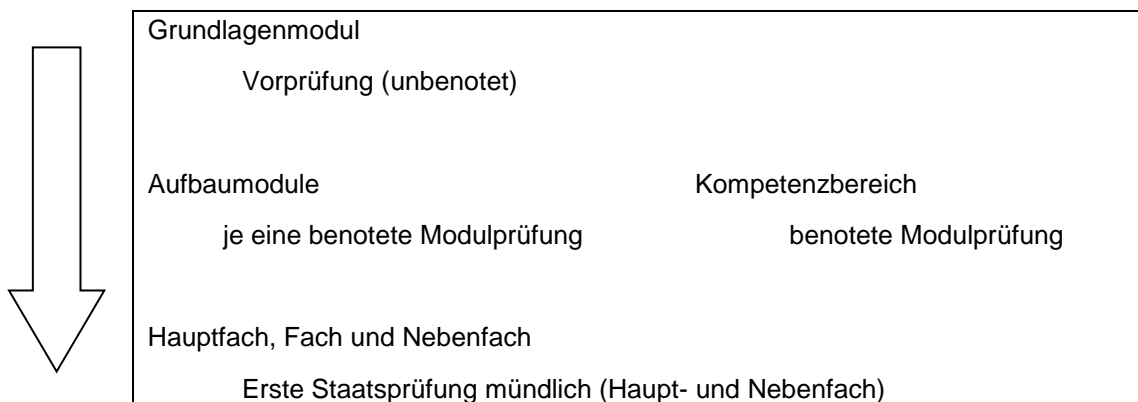 Grundlagenmodul
Vorprüfung (unbenotet)
Aufbaumodule Kompetenzbereich
je eine benotete Modulprüfung benotete Modulprüfung
Hauptfach, Fach und Nebenfach
Erste Staatsprüfung mündlich (Haupt- und Nebenfach)